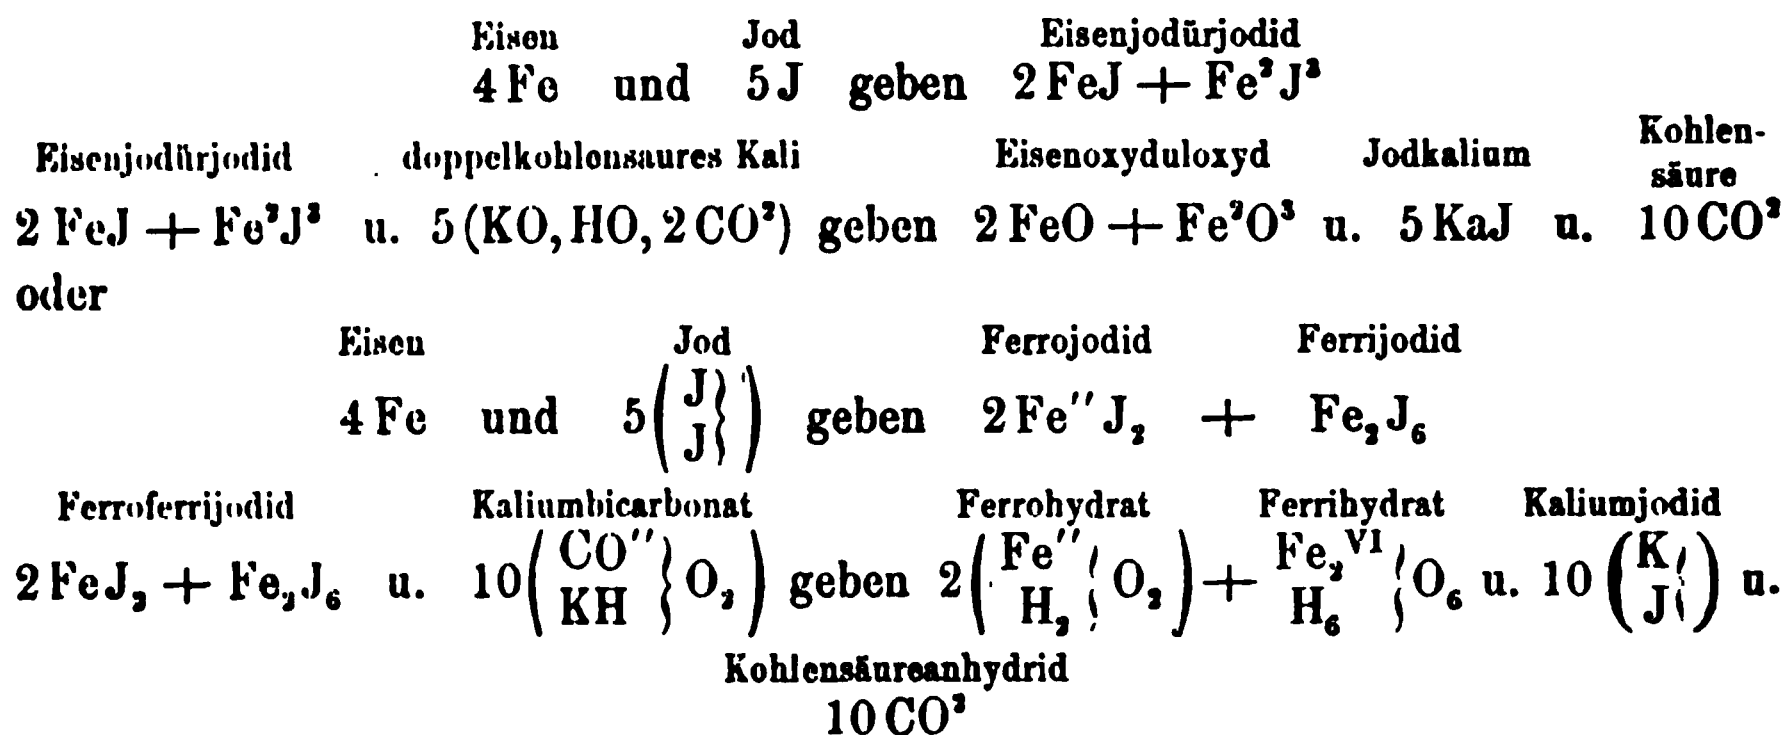 Eisen Jod Eisenjodürjodid
4 Fe und 5 J geben 2 FeJ + Fe²J³
Kohlen-
Eisenjodürjodid doppelkohlensaures Kali Eisenoxyduloxyd Jodkalium säure
2 FeJ + Fe²J³ u. 5 (KO, HO, 2 CO²) geben 2 FeO + Fe²O³ u. 5 KaJ u. 10 CO²
oder
Eisen Jod Ferrojodid Ferrijodid
4 Fe und 5 (J J}) geben 2 Fe″J₂ + Fe₂J₆
Ferroferrijodid Kaliumbicarbonat Ferrohydrat Ferrihydrat Kaliumjodid
2 FeJ₂ + Fe₂J₆ u. 10 (CO″ KH} O₂) geben 2 (Fe″ H₂} O₂) + Fe₂ⱽᴵ H₆} O₆ u. 10 (K J}) u.
Kohlensäureanhydrid
10 CO²